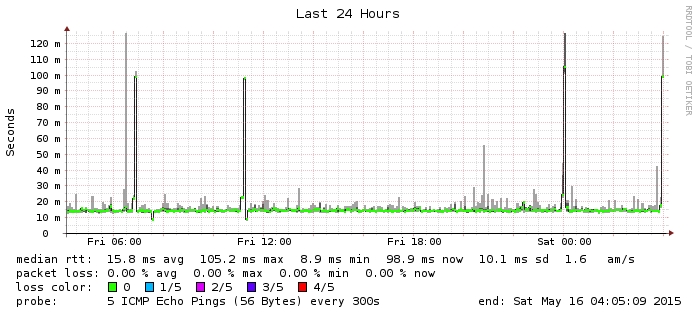 Last 24 Hours
RRDTOOL / TOBI OETIKER
Seconds
120 m
110 m
100 m
90 m
80 m
70 m
60 m
50 m
40 m
30 m
20 m
10 m
0
Fri 06:00 Fri 12:00 Fri 18:00 Sat 00:00
median rtt: 15.8 ms avg 105.2 ms max 8.9 ms min 98.9 ms now 10.1 ms sd 1.6 am/s
packet loss: 0.00 % avg 0.00 % max 0.00 % min 0.00 % now
loss color: 0 1/5 2/5 3/5 4/5
probe: 5 ICMP Echo Pings (56 Bytes) every 300s end: Sat May 16 04:05:09 2015